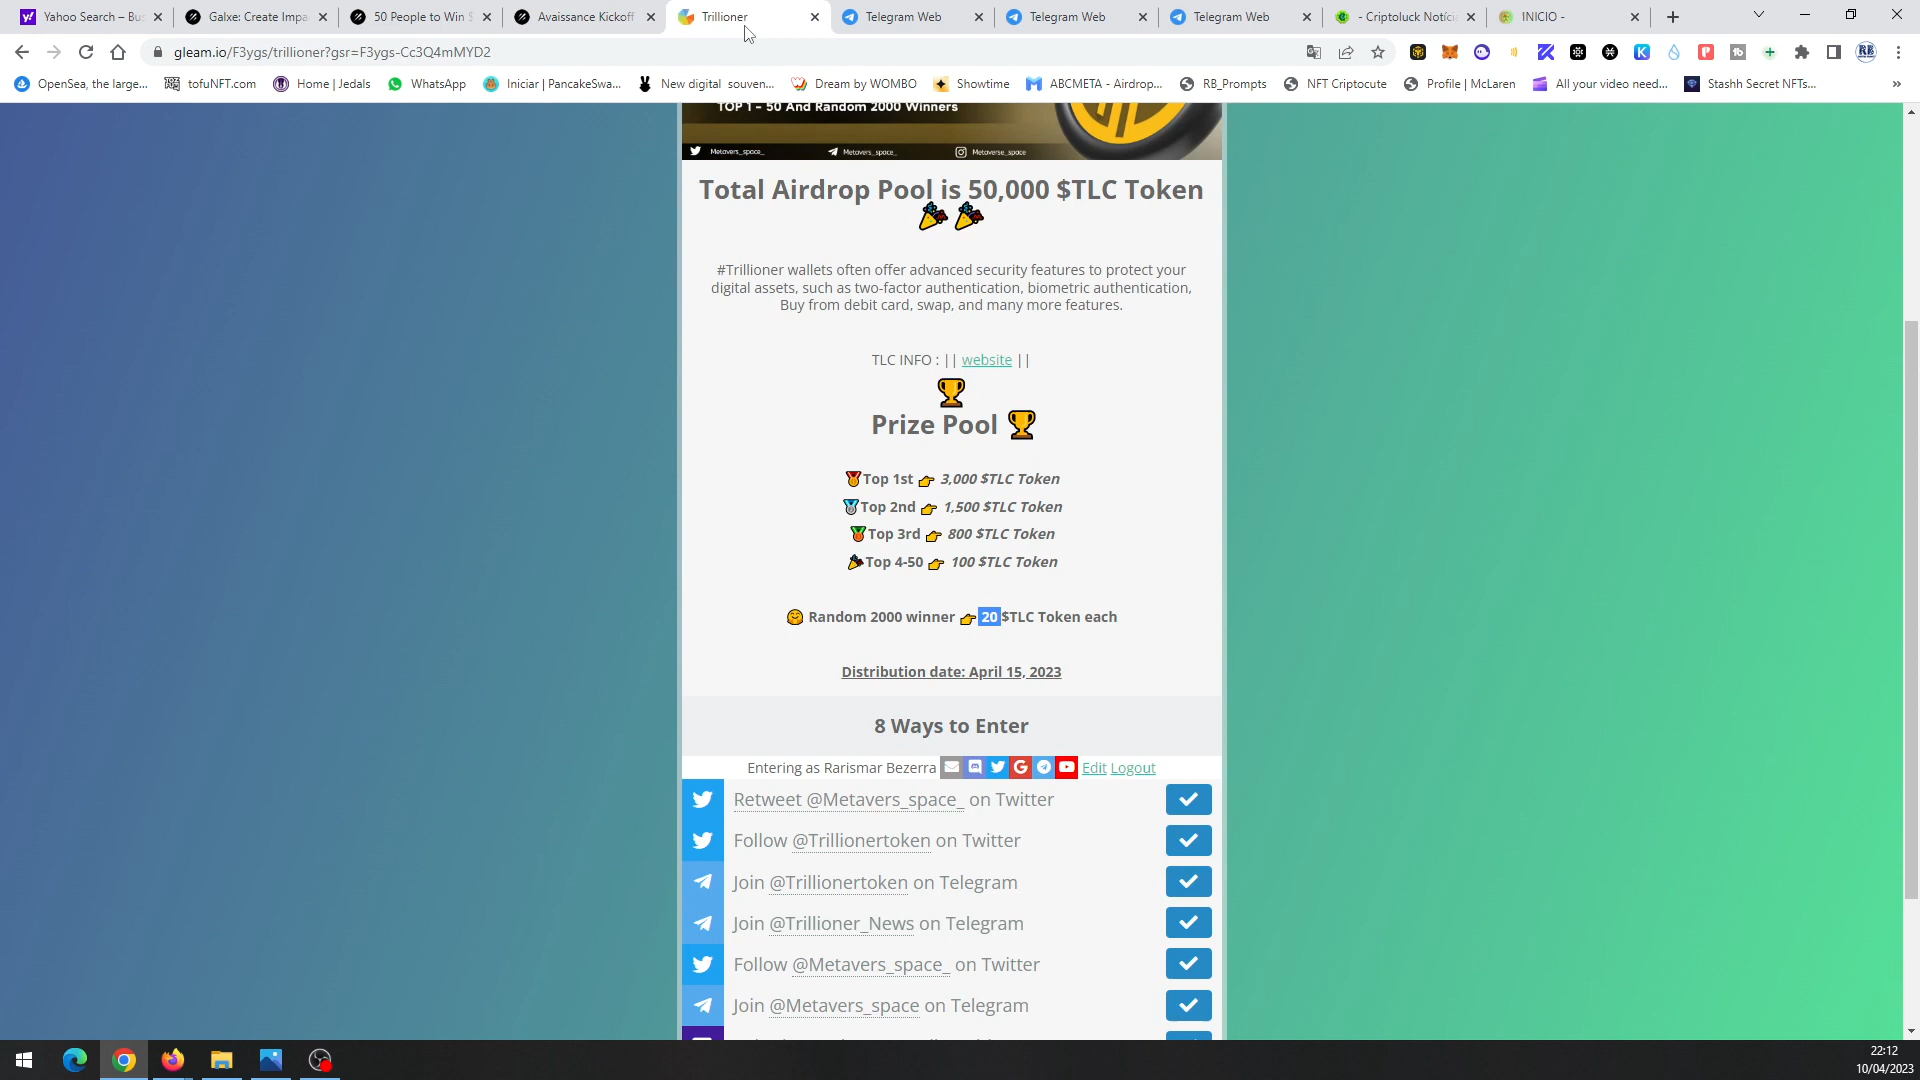 Yahoo Search – Bus
Galxe: Create Impa
50 People to Win $
Avaissance Kickoff
Trillioner
Telegram Web
Telegram Web
Telegram Web
- Criptoluck Notíci
INICIO -
gleam.io/F3ygs/trillioner?gsr=F3ygs-Cc3Q4mMYD2
OpenSea, the large...
tofuNFT.com
Home | Jedals
WhatsApp
Iniciar | PancakeSwa...
New digital souven...
Dream by WOMBO
Showtime
ABCMETA - Airdrop...
RB_Prompts
NFT Criptocute
Profile | McLaren
All your video need...
Stashh Secret NFTs...
TOP 1 – 50 And Random 2000 Winners
Metavers_space_
Metavers_space_
Metaverse_space
Total Airdrop Pool is 50,000 $TLC Token
🎉 🎉
#Trillioner wallets often offer advanced security features to protect your
digital assets, such as two-factor authentication, biometric authentication,
Buy from debit card, swap, and many more features.
TLC INFO : || website ||
🏆
Prize Pool 🏆
🥇Top 1st 👉 3,000 $TLC Token
🥈Top 2nd 👉 1,500 $TLC Token
🥉Top 3rd 👉 800 $TLC Token
🎉Top 4-50 👉 100 $TLC Token
🤗 Random 2000 winner 👉 20 $TLC Token each
Distribution date: April 15, 2023
8 Ways to Enter
Entering as Rarismar Bezerra Edit Logout
Retweet @Metavers_space_ on Twitter
Follow @Trillionertoken on Twitter
Join @Trillionertoken on Telegram
Join @Trillioner_News on Telegram
Follow @Metavers_space_ on Twitter
Join @Metavers_space on Telegram
22:12
10/04/2023